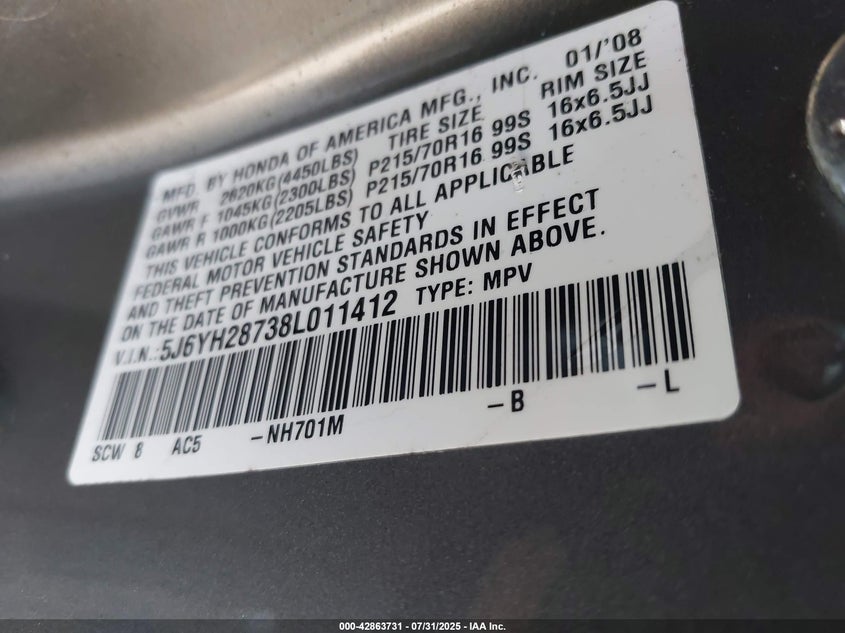 MFD. BY HONDA OF AMERICA MFG., INC. 01/'08
GVWR 2620KG(4450LBS) TIRE SIZE RIM SIZE
GAWR F 1045KG(2300LBS) P215/70R16 99S 16x6.5JJ
GAWR R 1000KG(2205LBS) P215/70R16 99S 16x6.5JJ
THIS VEHICLE CONFORMS TO ALL APPLICABLE
FEDERAL MOTOR VEHICLE SAFETY
AND THEFT PREVENTION STANDARDS IN EFFECT
ON THE DATE OF MANUFACTURE SHOWN ABOVE.
V.I.N.:5J6YH28738L011412 TYPE: MPV
SCW 8 AC5 -NH701M -B -L
000-42863731 - 07/31/2025 - IAA Inc.